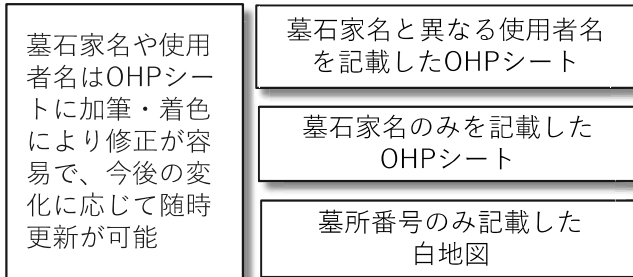 墓石家名や使用
者名はOHPシー
トに加筆・着色
により修正が容
易で、今後の変
化に応じて随時
更新が可能
墓石家名と異なる使用者名
を記載したOHPシート
墓石家名のみを記載した
OHPシート
墓所番号のみ記載した
白地図